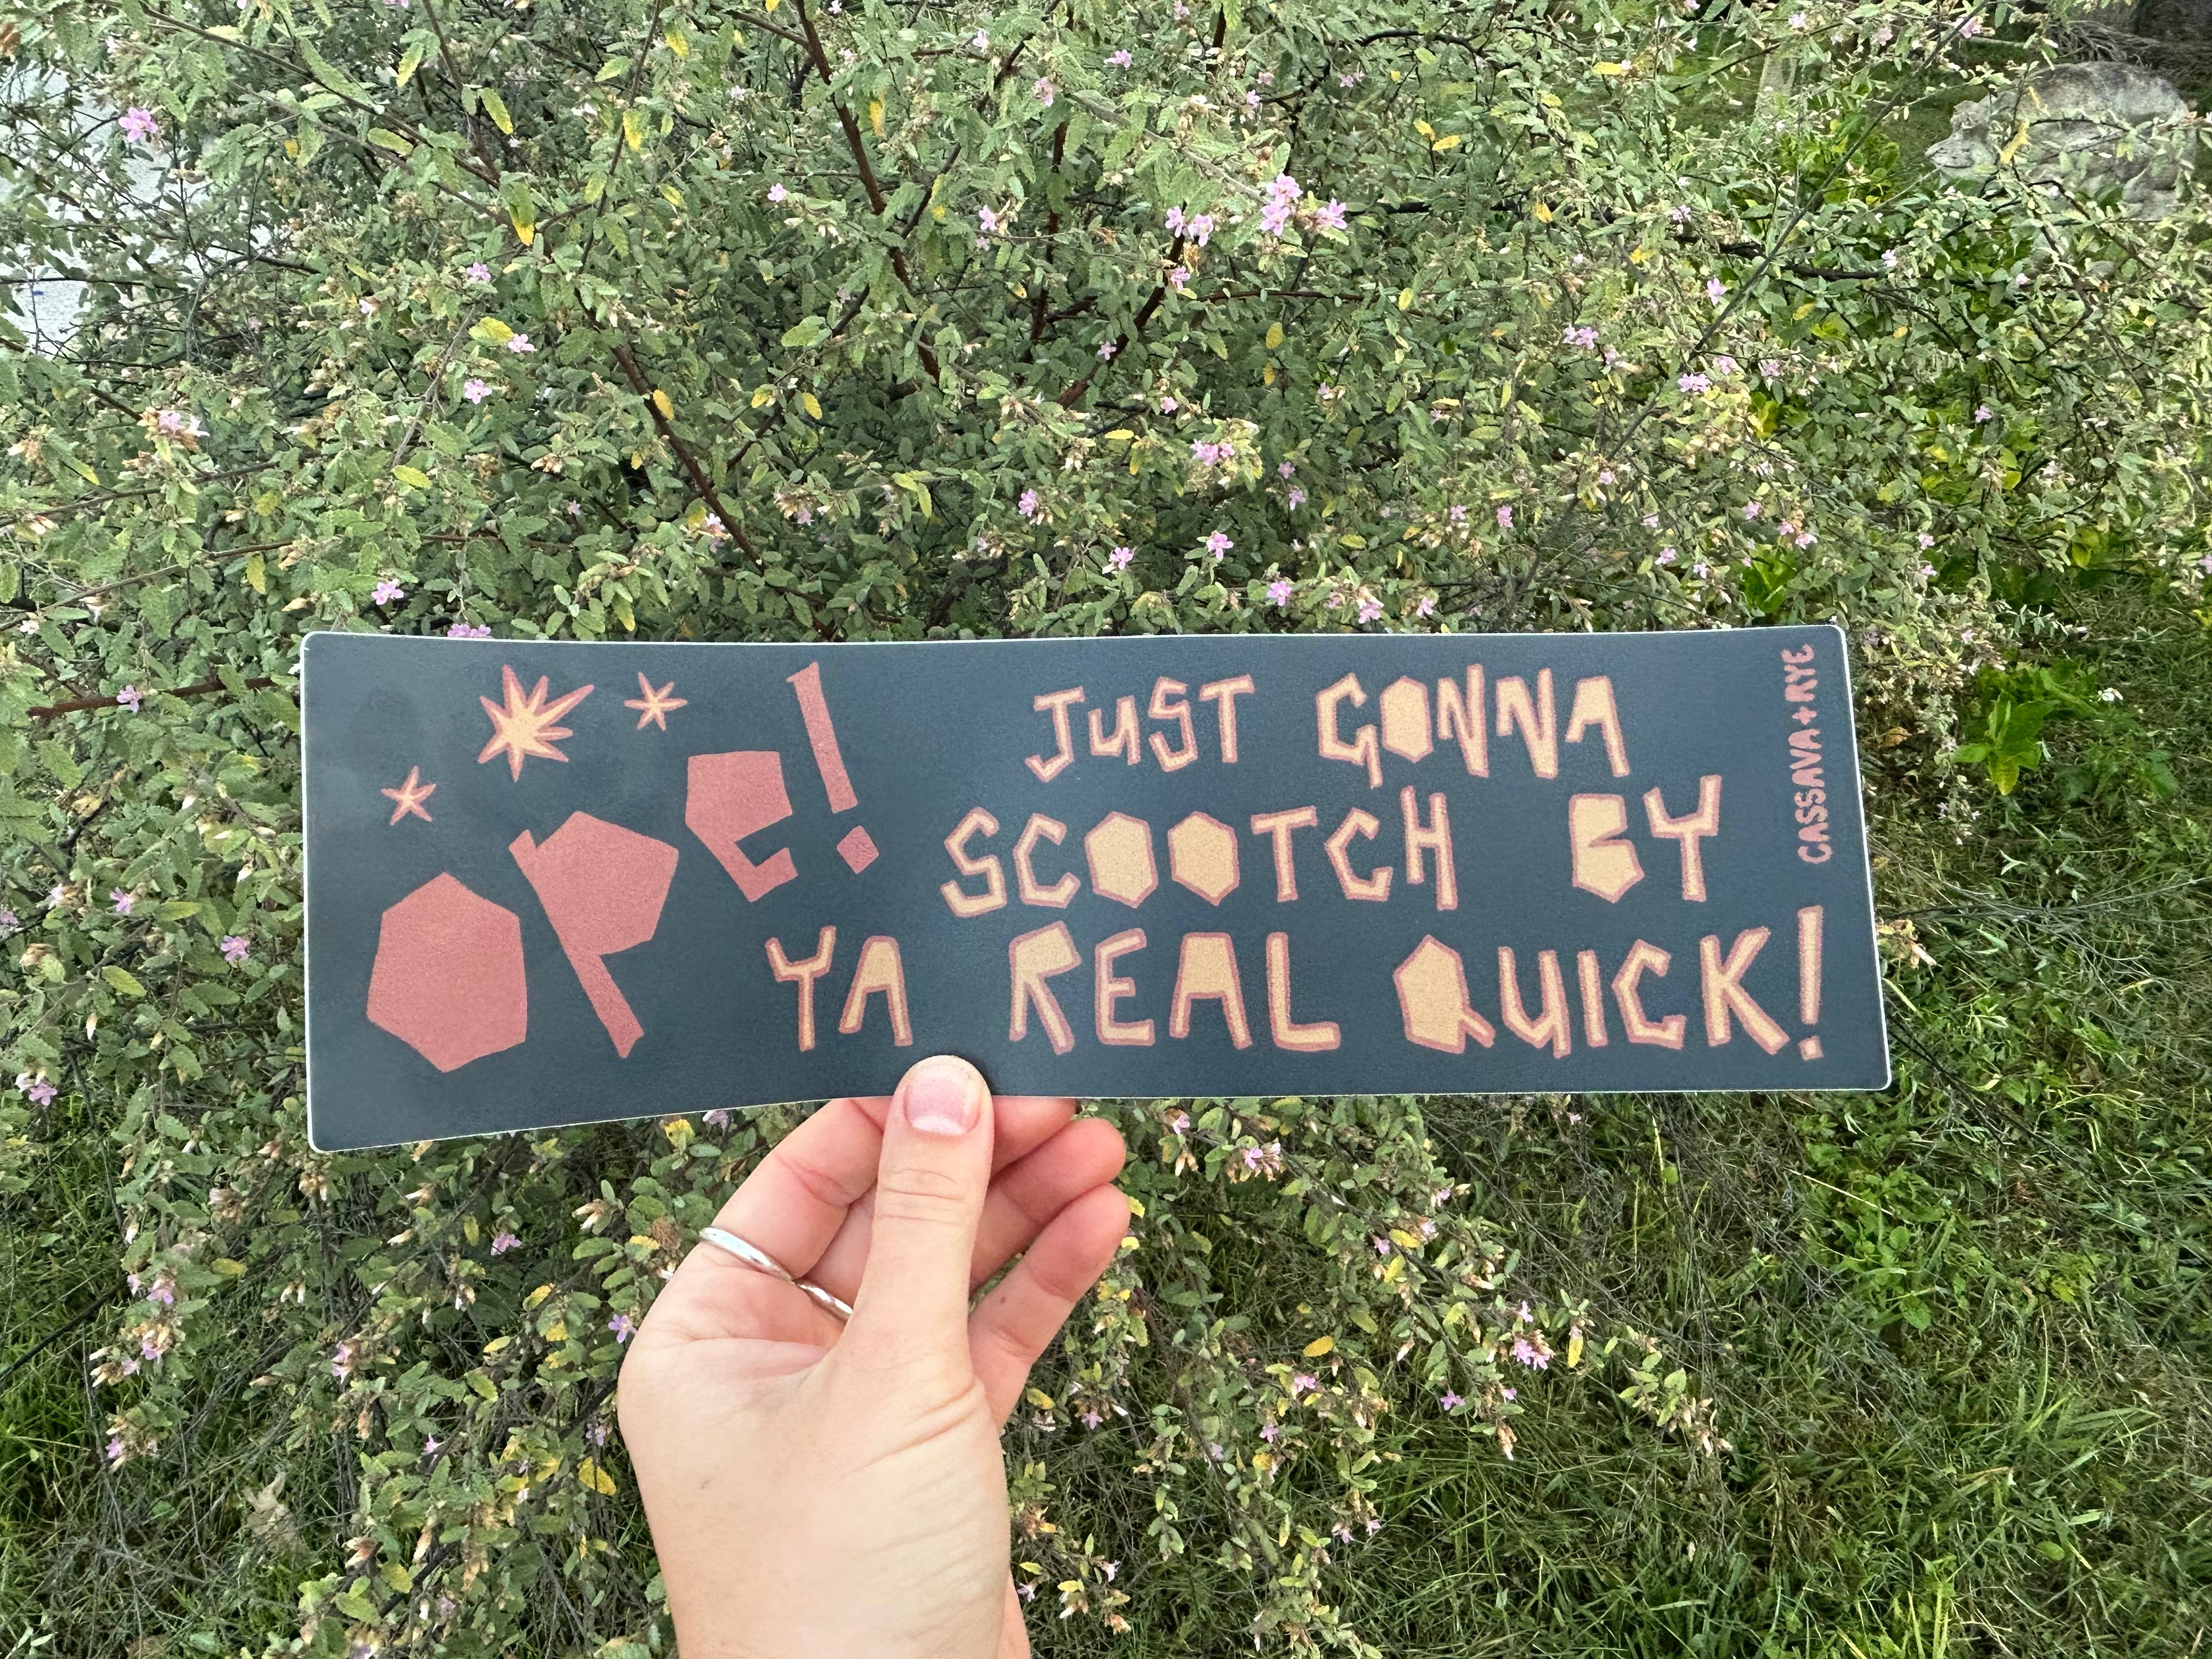 OPE!
JUST GONNA
SCOOTCH BY
YA REAL QUICK!
CASSAVA+RYE